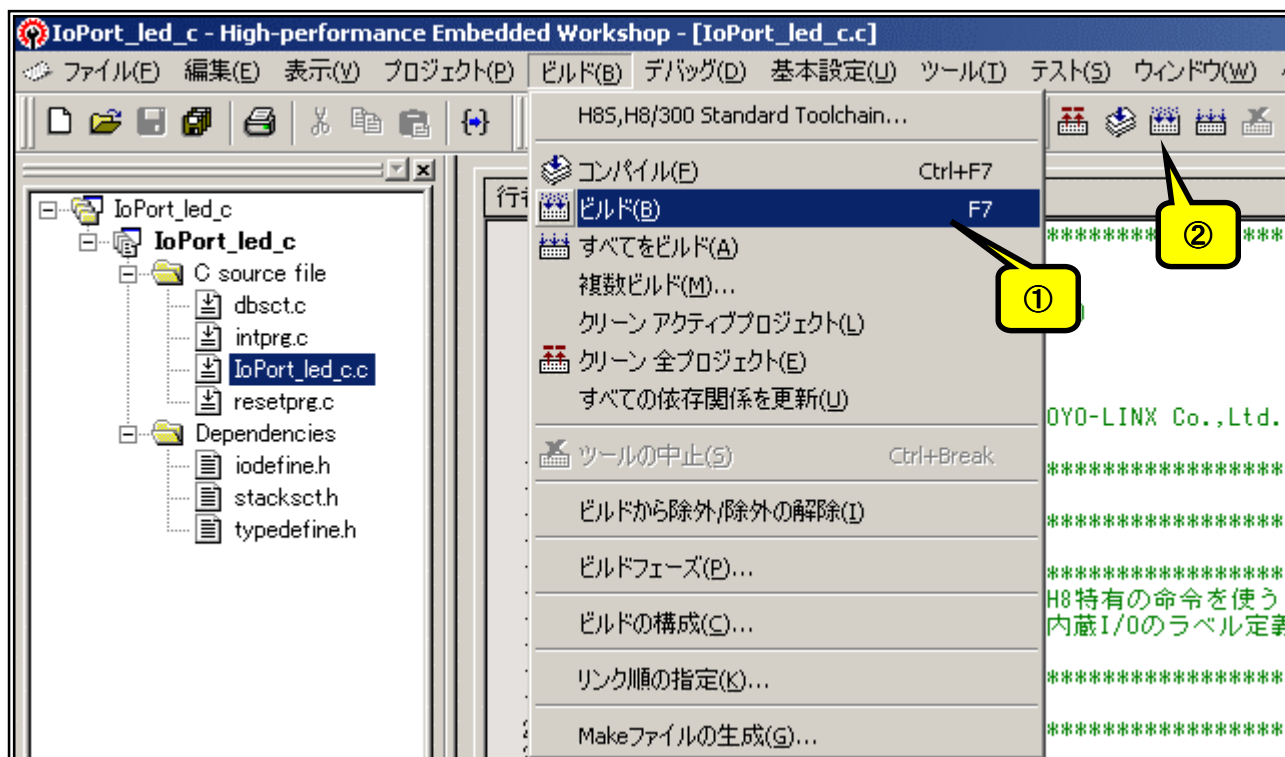 IoPort_led_c - High-performance Embedded Workshop - [IoPort_led_c.c]
ファイル(F) 編集(E) 表示(V) プロジェクト(P) ビルド(B) デバッグ(D) 基本設定(U) ツール(T) テスト(S) ウィンドウ(W)
IoPort_led_c
IoPort_led_c
C source file
dbsct.c
intprg.c
IoPort_led_c.c
resetprg.c
Dependencies
iodefine.h
stacksct.h
typedefine.h
行
H8S,H8/300 Standard Toolchain...
コンパイル(F) Ctrl+F7
ビルド(B) F7
すべてをビルド(A)
複数ビルド(M)...
クリーン アクティブプロジェクト(L)
クリーン 全プロジェクト(E)
すべての依存関係を更新(U)
ツールの中止(S) Ctrl+Break
ビルドから除外/除外の解除(I)
ビルドフェーズ(P)...
ビルドの構成(C)...
リンク順の指定(K)...
Makeファイルの生成(G)...
①
②
********* ***
OYO-LINX Co.,Ltd.
******************
******************
******************
H8特有の命令を使う
内蔵I/Oのラベル定義
******************
******************